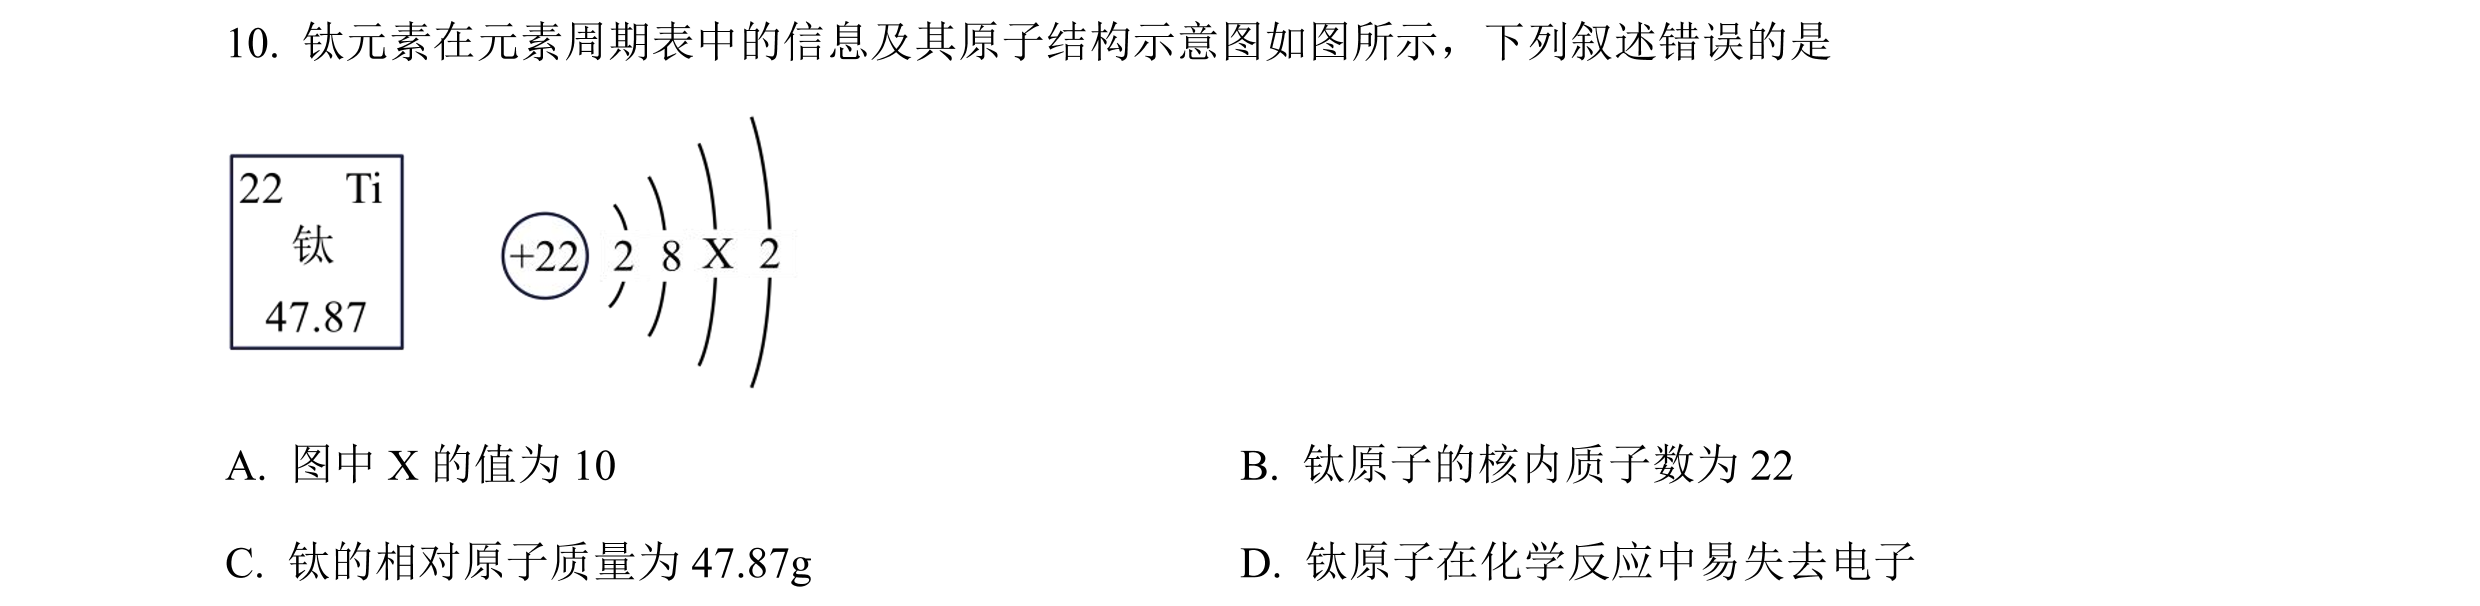 10. 钛元素在元素周期表中的信息及其原子结构示意图如图所示，下列叙述错误的是
22 Ti
钛
47.87
+22 2 8 X 2
A. 图中 X 的值为 10
B. 钛原子的核内质子数为 22
C. 钛的相对原子质量为 47.87g
D. 钛原子在化学反应中易失去电子